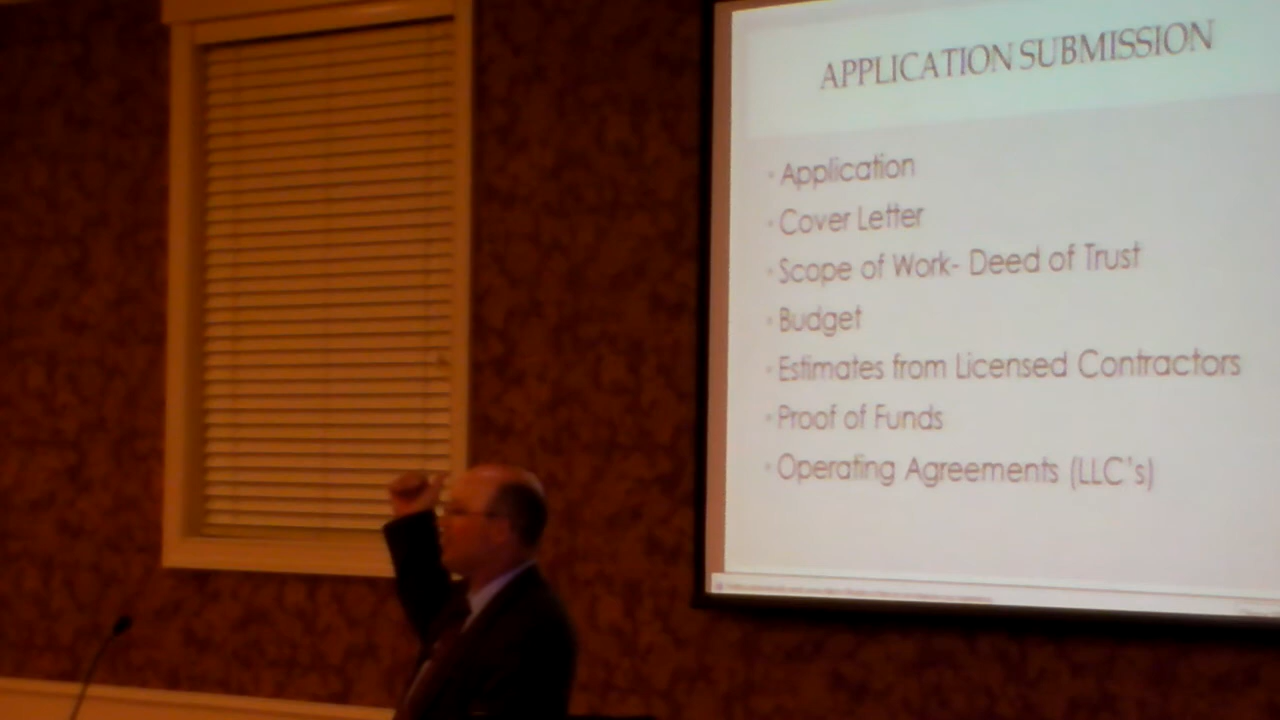 APPLICATION SUBMISSION
Application
Cover Letter
Scope of Work- Deed of Trust
Budget
Estimates from Licensed Contractors
Proof of Funds
Operating Agreements (LLC's)